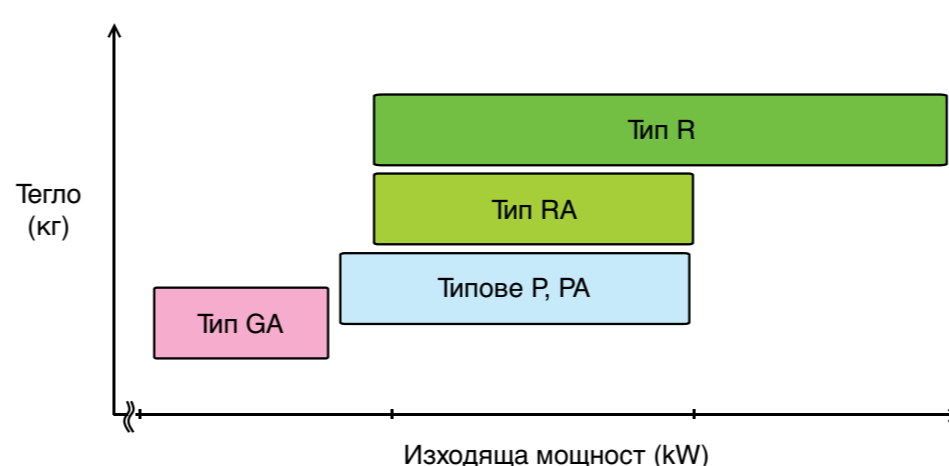 Тип R
Тип RA
Типове P, PA
Тип GA
Тегло
(кг)
Изходяща мощност (kW)